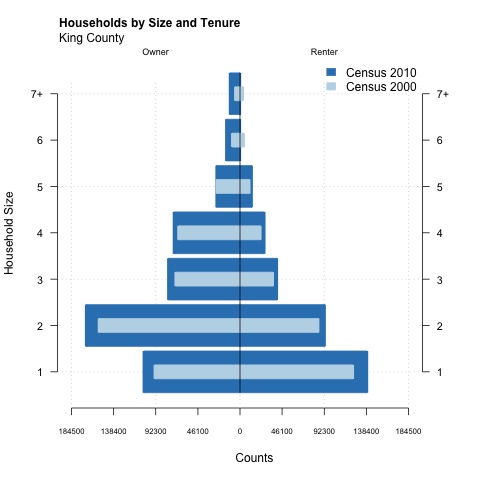 Households by Size and Tenure
King County
Owner
Renter
Census 2010
Census 2000
7+
7+
6
6
5
5
4
4
3
3
2
2
1
1
Household Size
184500 138400 92300 46100 0 46100 92300 138400 184500
Counts